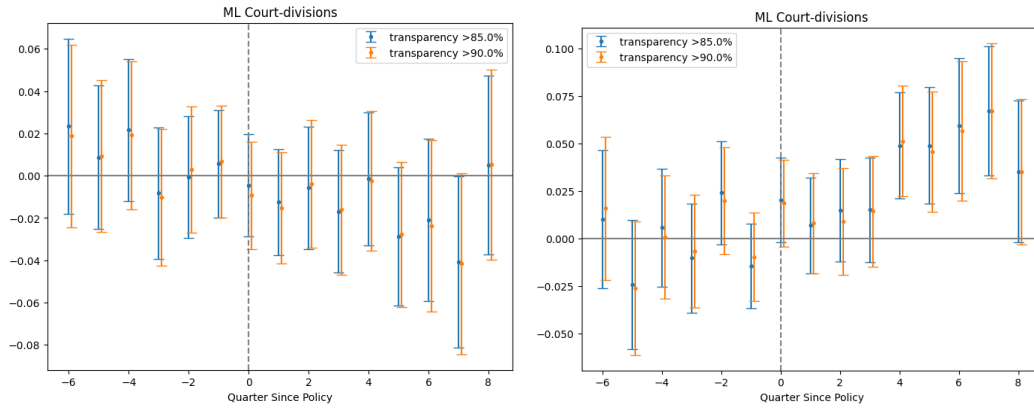 ML Court-divisions
transparency >85.0%
transparency >90.0%
0.06
0.04
0.02
0.00
−0.02
−0.04
−0.06
−0.08
−6 −4 −2 0 2 4 6 8
Quarter Since Policy
ML Court-divisions
transparency >85.0%
transparency >90.0%
0.100
0.075
0.050
0.025
0.000
−0.025
−0.050
−6 −4 −2 0 2 4 6 8
Quarter Since Policy